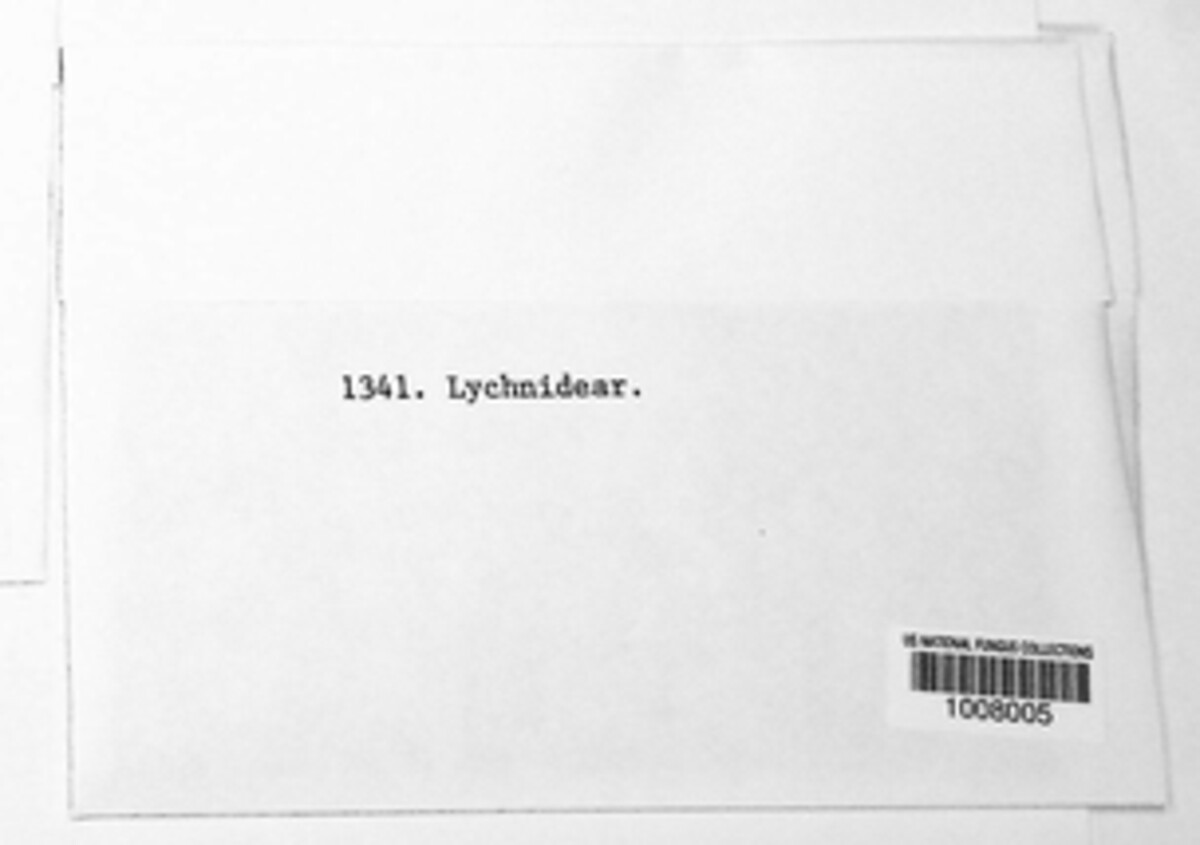 1341. Lychnidear.
US NATIONAL FUNGUS COLLECTIONS
1008005